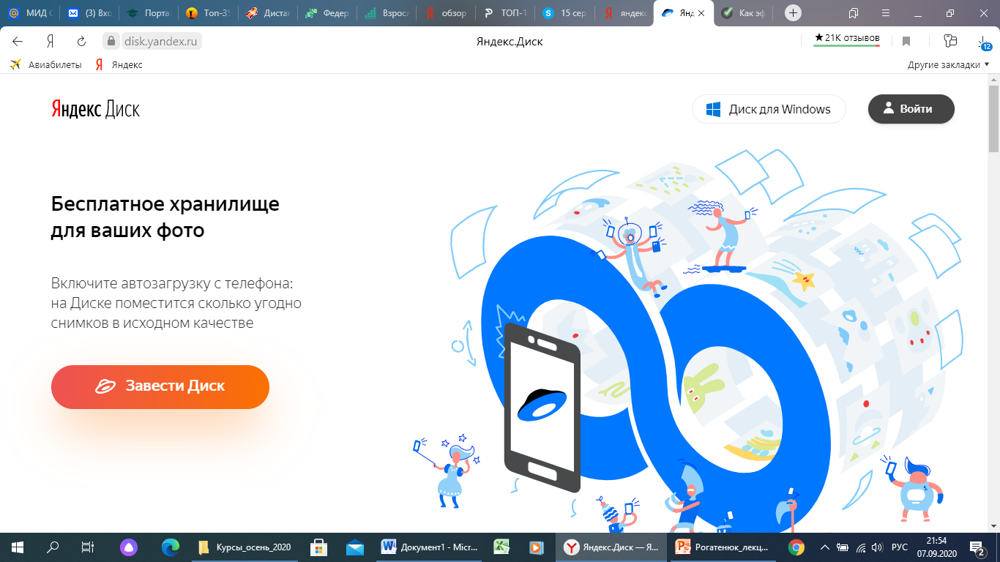 МИД С
(3) Вхо
Портал
Топ-35
Дистан
Федер
Взросл
обзор
ТОП-1
15 сер
яндекс
Янд
Как эф
disk.yandex.ru
Яндекс.Диск
★21К отзывов
12
Авиабилеты
Яндекс
Другие закладки
Яндекс Диск
Диск для Windows
Войти
Бесплатное хранилище
для ваших фото
Включите автозагрузку с телефона:
на Диске поместится сколько угодно
снимков в исходном качестве
Завести Диск
Курсы_осень_2020
Документ1 - Micr...
Яндекс.Диск — Я...
Рогатенюк_лекц...
РУС
21:54
07.09.2020
2